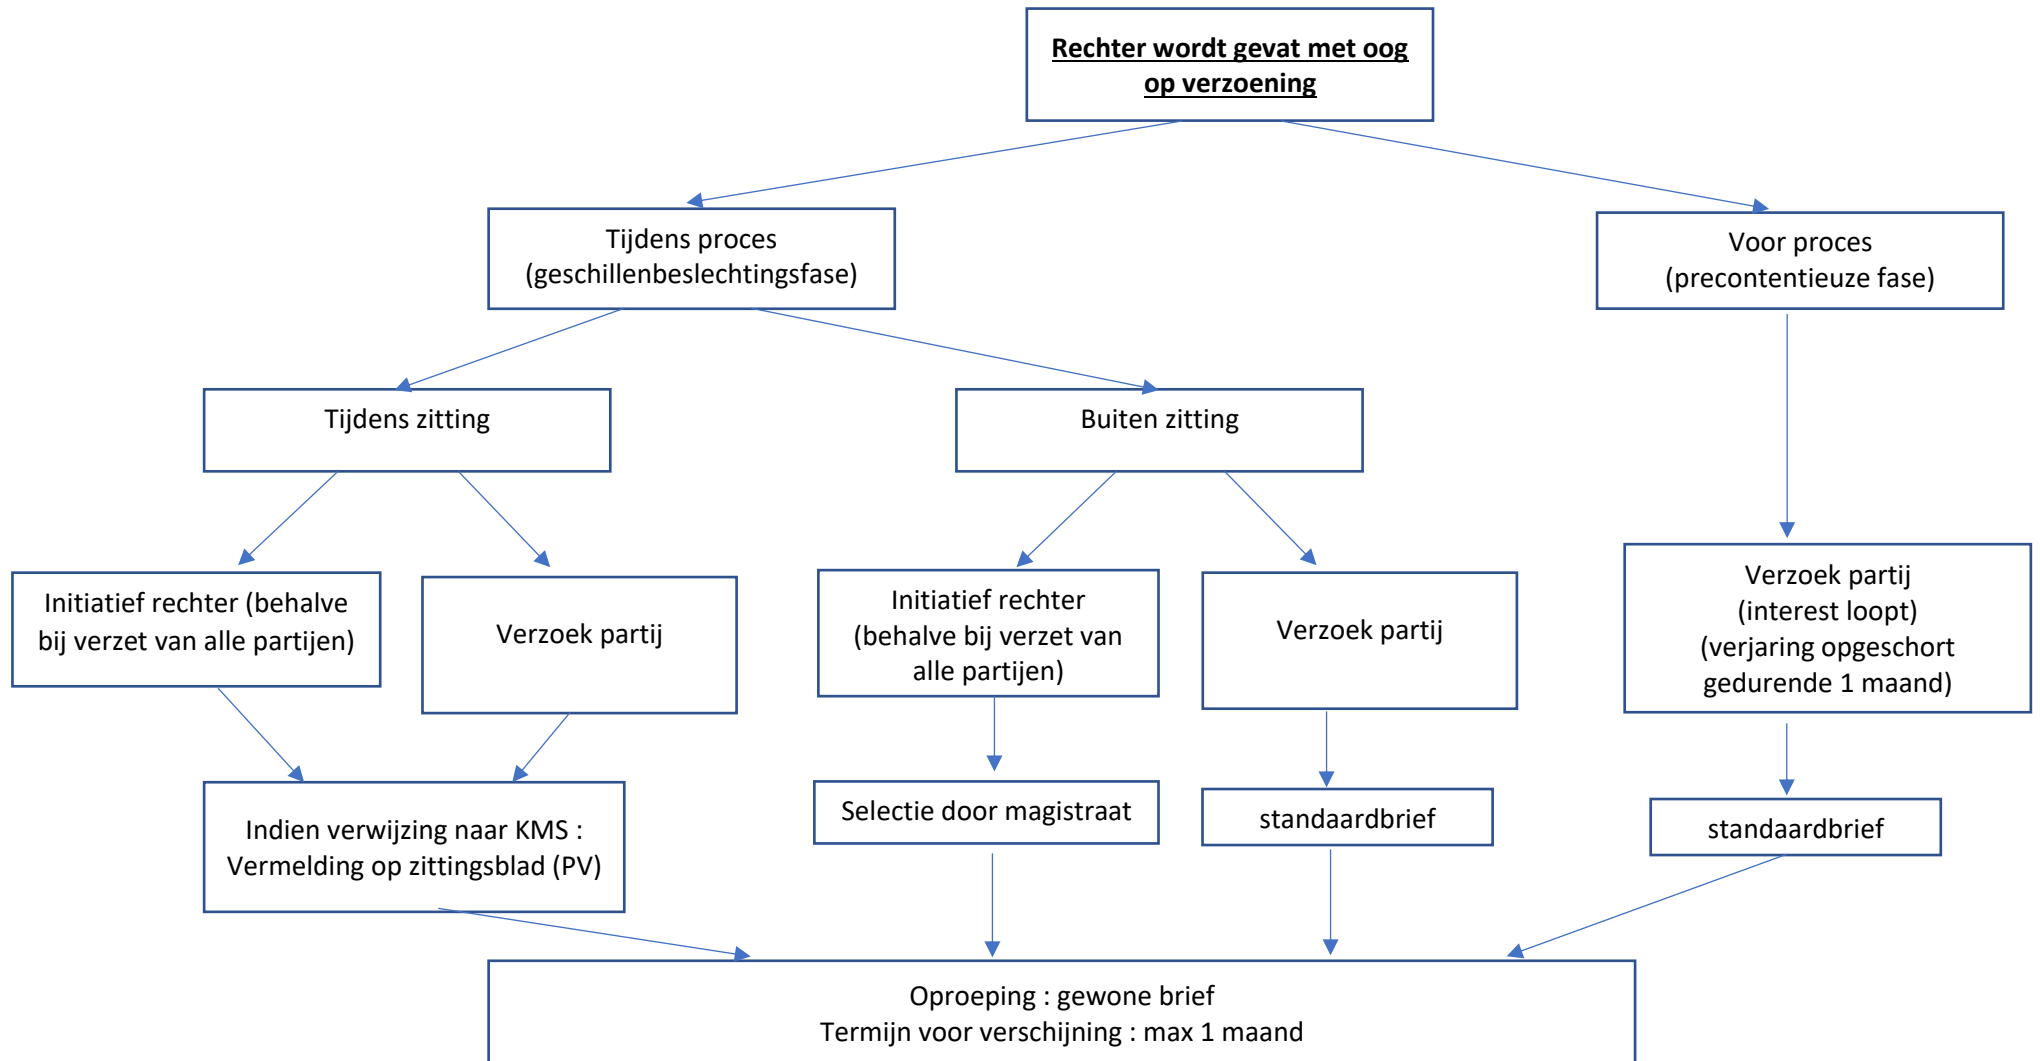 Rechter wordt gevat met oog
op verzoening
Tijdens proces
(geschillenbeslechtingsfase)
Voor proces
(precontentieuze fase)
Tijdens zitting
Buiten zitting
Initiatief rechter (behalve
bij verzet van alle partijen)
Verzoek partij
Initiatief rechter
(behalve bij verzet van
alle partijen)
Verzoek partij
Verzoek partij
(interest loopt)
(verjaring opgeschort
gedurende 1 maand)
Indien verwijzing naar KMS :
Vermelding op zittingsblad (PV)
Selectie door magistraat
standaardbrief
standaardbrief
Oproeping : gewone brief
Termijn voor verschijning : max 1 maand